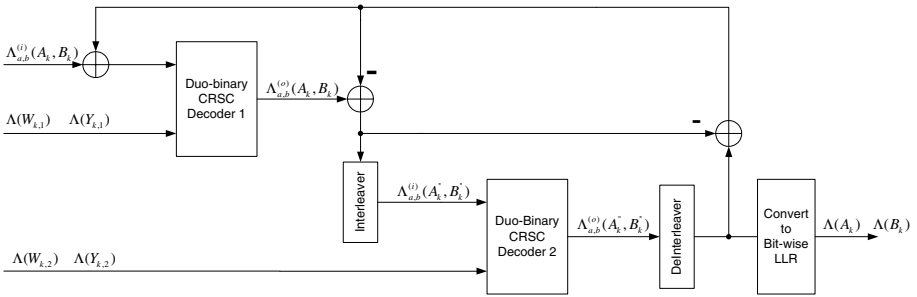 Λ_{a,b}^{(i)}(A_k, B_k)
Duo-binary
CRSC
Decoder 1
Λ_{a,b}^{(o)}(A_k, B_k)
-
Λ(W_{k,1}) Λ(Y_{k,1})
-
Interleaver
Λ_{a,b}^{(i)}(A_k^~, B_k^~)
Duo-Binary
CRSC
Decoder 2
Λ_{a,b}^{(o)}(A_k^~, B_k^~)
DeInterleaver
Convert
to
Bit-wise
LLR
Λ(A_k) Λ(B_k)
Λ(W_{k,2}) Λ(Y_{k,2})